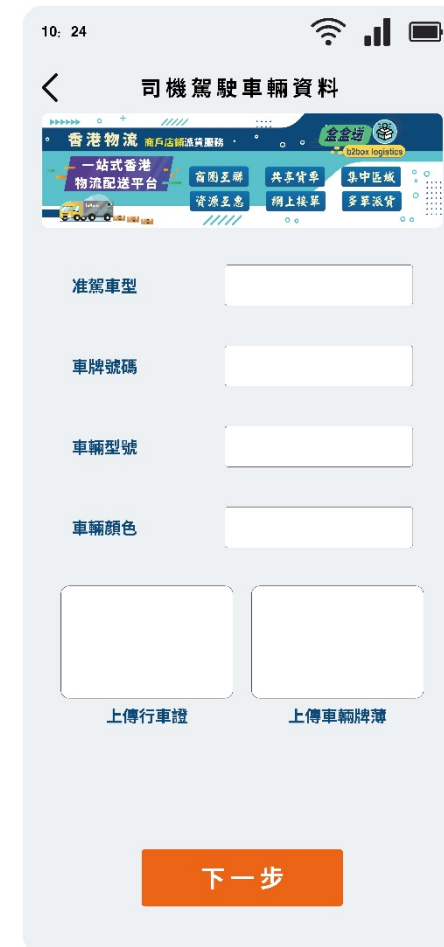 10: 24
司機駕駛車輛資料
香港物流 商戶店鋪派貨服務
盒盒送
b2box logistics
一站式香港
物流配送平台
商圈互聯 共享貨車 集中區域
資源互惠 網上接單 多單派貨
准駕車型
車牌號碼
車輛型號
車輛顏色
上傳行車證 上傳車輛牌薄
下一步